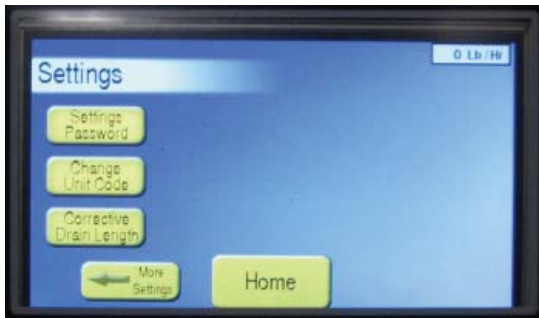 0 Lb/Hr
Settings
Settings
Password
Change
Unit Code
Corrective
Drain Length
More
Settings
Home